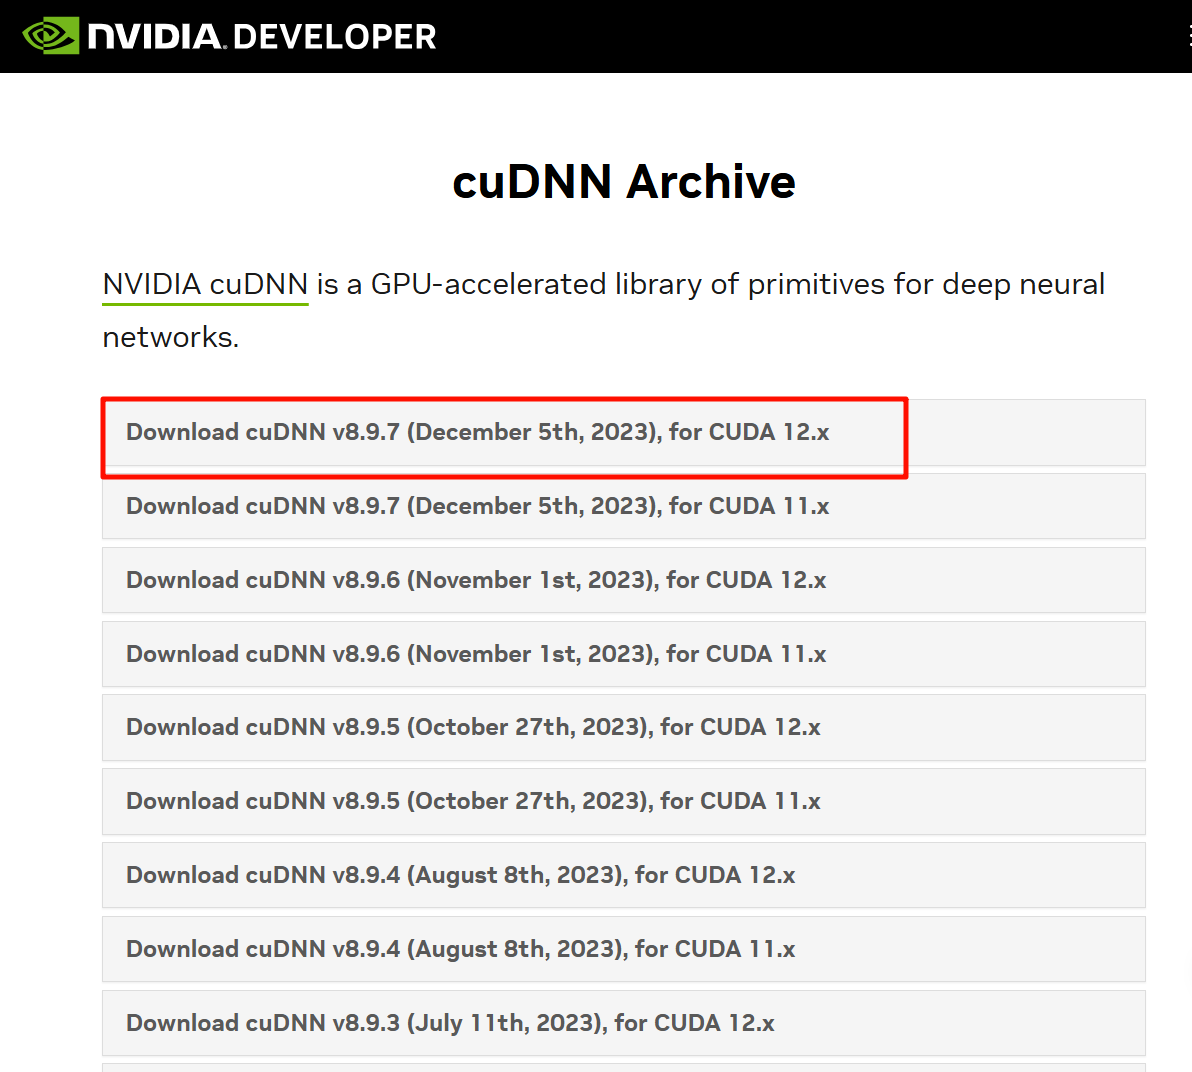 NVIDIA. DEVELOPER
cuDNN Archive
NVIDIA cuDNN is a GPU-accelerated library of primitives for deep neural
networks.
Download cuDNN v8.9.7 (December 5th, 2023), for CUDA 12.x
Download cuDNN v8.9.7 (December 5th, 2023), for CUDA 11.x
Download cuDNN v8.9.6 (November 1st, 2023), for CUDA 12.x
Download cuDNN v8.9.6 (November 1st, 2023), for CUDA 11.x
Download cuDNN v8.9.5 (October 27th, 2023), for CUDA 12.x
Download cuDNN v8.9.5 (October 27th, 2023), for CUDA 11.x
Download cuDNN v8.9.4 (August 8th, 2023), for CUDA 12.x
Download cuDNN v8.9.4 (August 8th, 2023), for CUDA 11.x
Download cuDNN v8.9.3 (July 11th, 2023), for CUDA 12.x